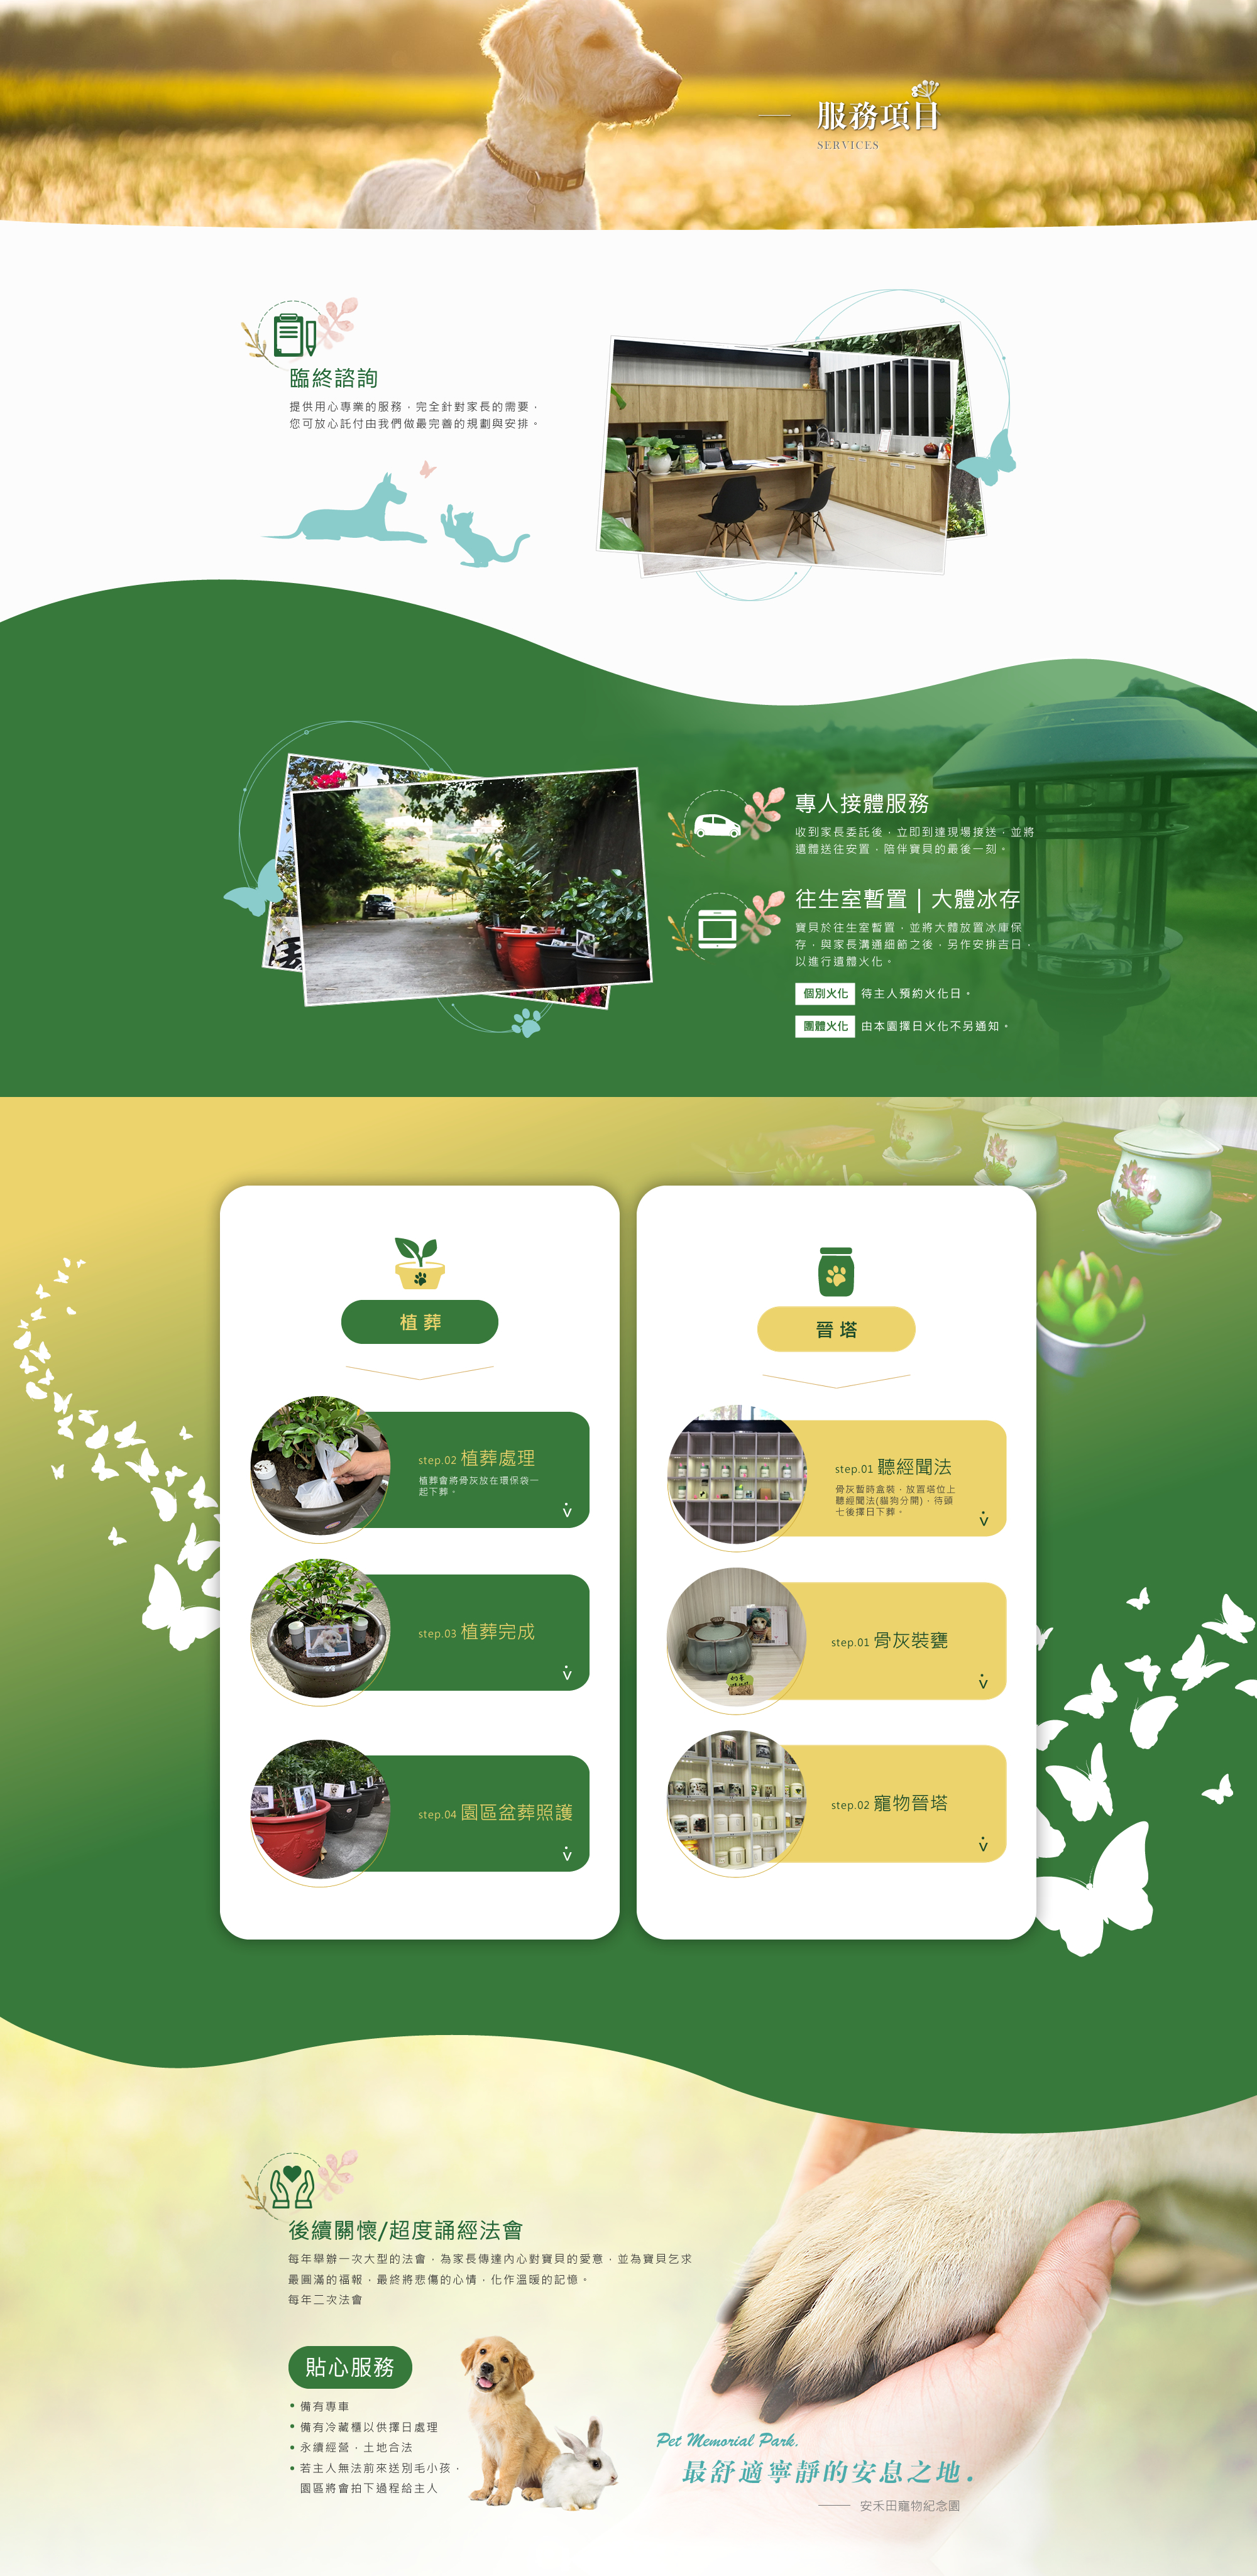 服務項目
SERVICES
臨終諮詢
提供用心專業的服務，完全針對家長的需要，
您可放心託付由我們做最完善的規劃與安排。
專人接體服務
收到家長委託後，立即到達現場接送，並將
遺體送往安置，陪伴寶貝的最後一刻。
往生室暫置｜大體冰存
寶貝於往生室暫置，並將大體放置冰庫保
存，與家長溝通細節之後，另作安排吉日，
以進行遺體火化。
個別火化 待主人預約火化日。
團體火化 由本園擇日火化不另通知。
植葬
step.02 植葬處理
植葬會將骨灰放在環保袋一
起下葬。
step.03 植葬完成
step.04 園區盆葬照護
晉塔
step.01 聽經聞法
骨灰暫時盒裝，放置塔位上
聽經聞法(貓狗分開)，待頭
七後擇日下葬。
step.01 骨灰裝甕
step.02 寵物晉塔
後續關懷/超度誦經法會
每年舉辦一次大型的法會，為家長傳達內心對寶貝的愛意，並為寶貝乞求
最圓滿的福報，最終將悲傷的心情，化作溫暖的記憶。
每年二次法會
貼心服務
• 備有專車
• 備有冷藏櫃以供擇日處理
• 永續經營，土地合法
• 若主人無法前來送別毛小孩，
園區將會拍下過程給主人
Pet Memorial Park.
最舒適寧靜的安息之地.
安禾田寵物紀念園